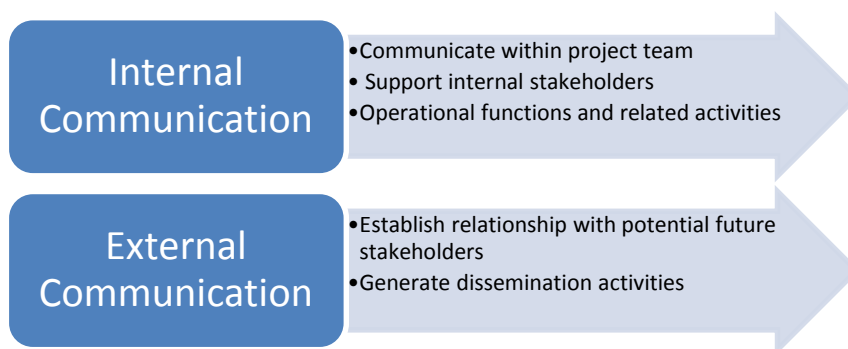 Internal
Communication
•Communicate within project team
• Support internal stakeholders
•Operational functions and related activities
External
Communication
•Establish relationship with potential future
stakeholders
•Generate dissemination activities